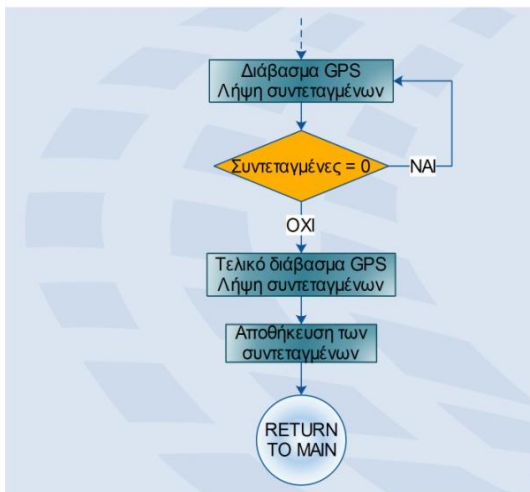 Διάβασμα GPS
Λήψη συντεταγμένων
Συντεταγμένες = 0
ΝΑΙ
ΟΧΙ
Τελικό διάβασμα GPS
Λήψη συντεταγμένων
Αποθήκευση των
συντεταγμένων
RETURN
TO MAIN